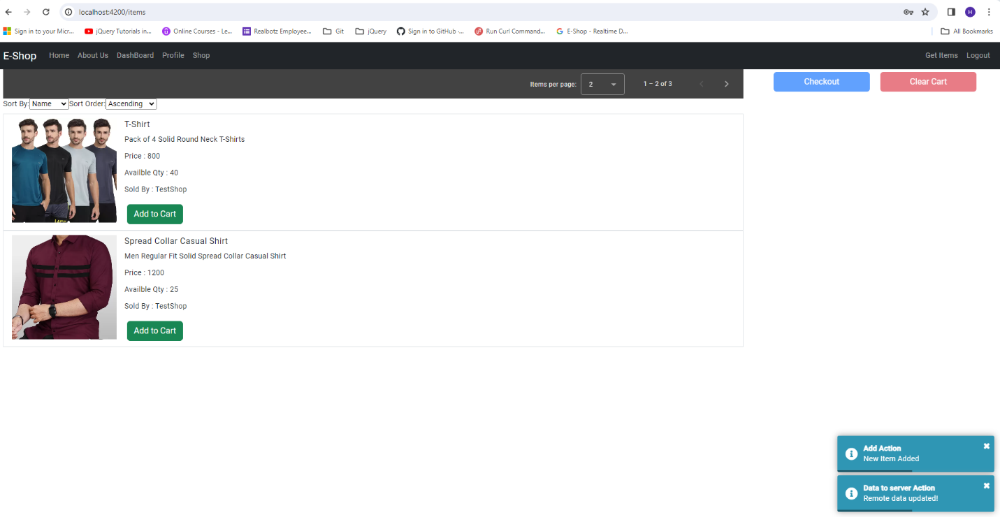 localhost:4200/items
Sign in to your Micr...
jQuery Tutorials in...
Online Courses - Le...
Realbotz Employee...
Git
jQuery
Sign in to GitHub ·...
Run Curl Command...
E-Shop - Realtime D...
All Bookmarks
E-Shop Home About Us DashBoard Profile Shop Get Items Logout
Items per page: 2 1 – 2 of 3
Checkout
Clear Cart
Sort By: Name Sort Order: Ascending
T-Shirt
Pack of 4 Solid Round Neck T-Shirts
Price : 800
Availble Qty : 40
Sold By : TestShop
Add to Cart
Spread Collar Casual Shirt
Men Regular Fit Solid Spread Collar Casual Shirt
Price : 1200
Availble Qty : 25
Sold By : TestShop
Add to Cart
Add Action
New Item Added
Data to server Action
Remote data updated!
H